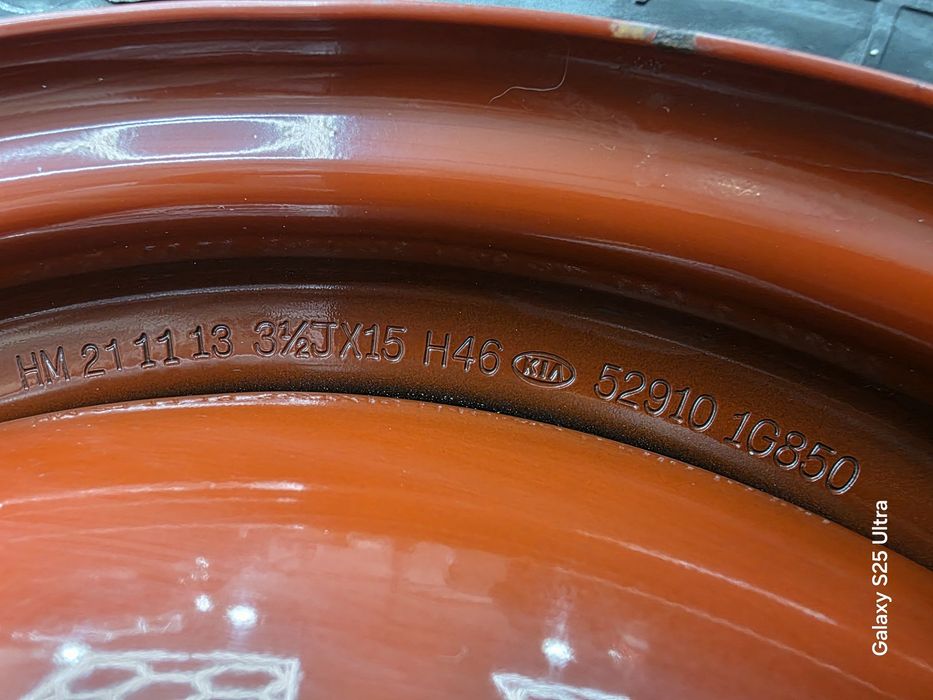 HM 21 11 13 3½JX15 H46 KIA 52910 1G850
Galaxy S25 Ultra